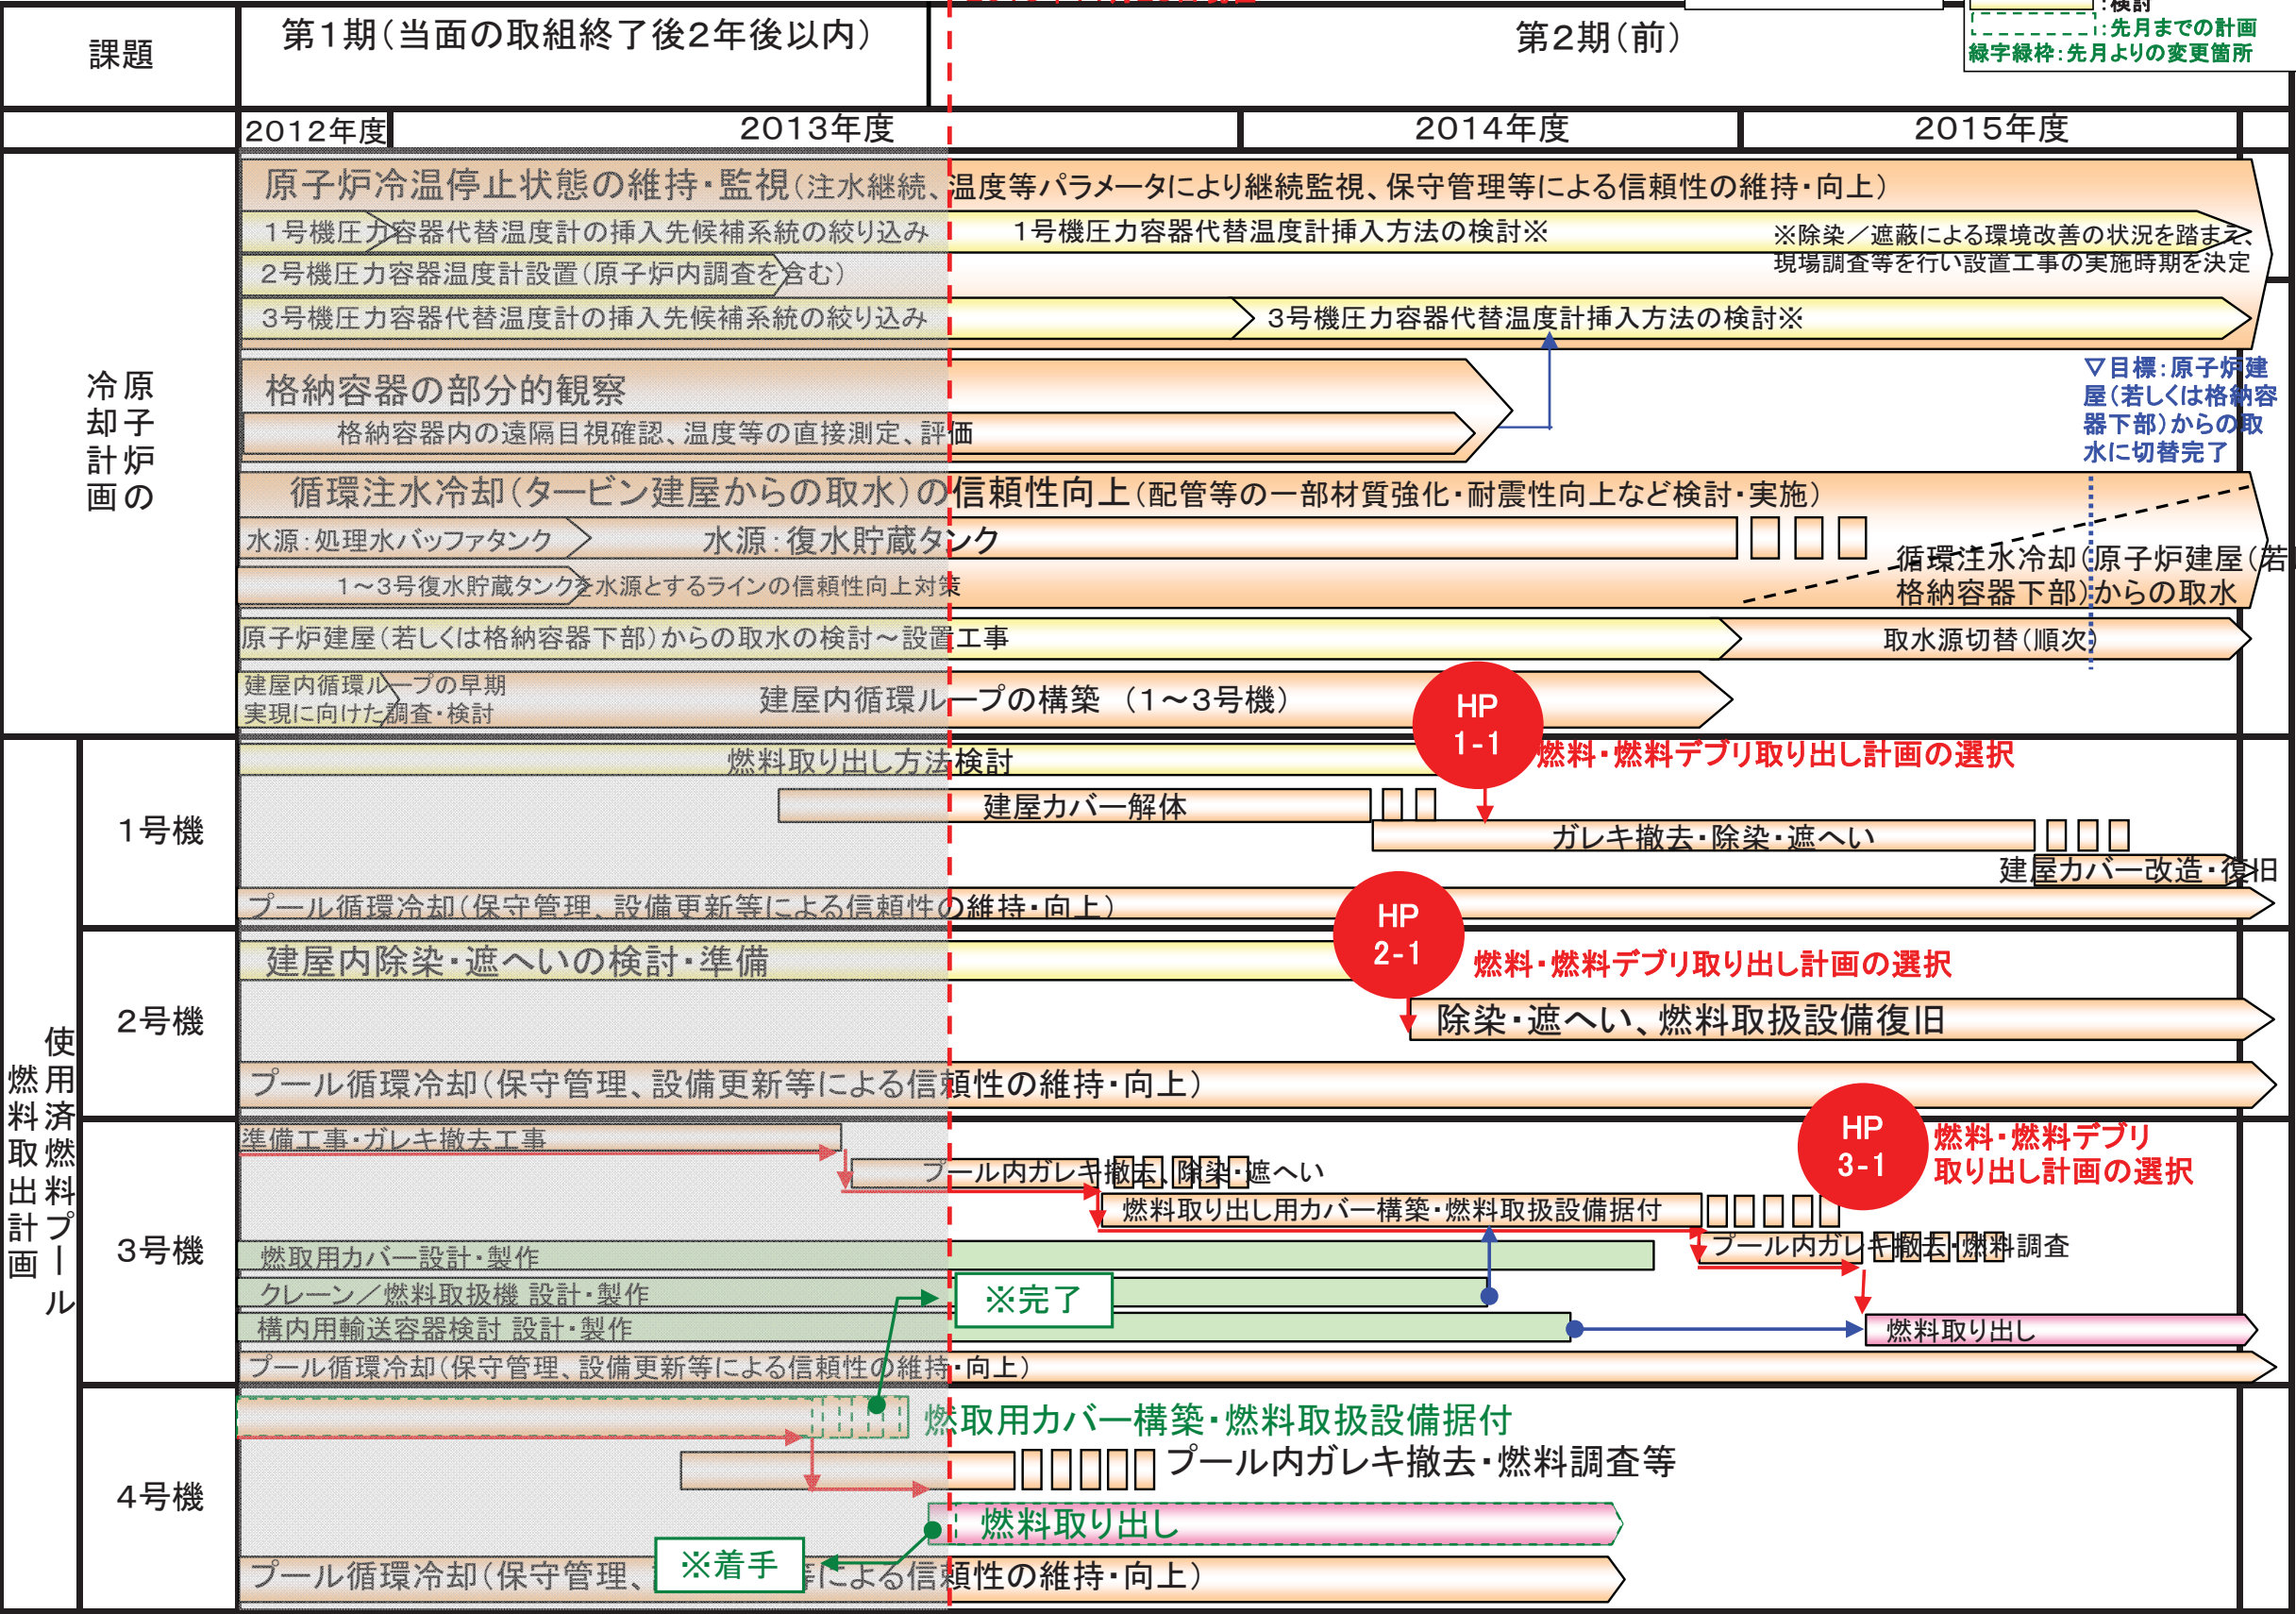 課題
第1期(当面の取組終了後2年後以内)
第2期(前)
:検討
:先月までの計画
緑字緑枠:先月よりの変更箇所
2012年度
2013年度
2014年度
2015年度
原子炉の
冷却計画
原子炉冷温停止状態の維持・監視(注水継続、温度等パラメータにより継続監視、保守管理等による信頼性の維持・向上)
1号機圧力容器代替温度計の挿入先候補系統の絞り込み
1号機圧力容器代替温度計挿入方法の検討※
※除染/遮蔽による環境改善の状況を踏まえ、
現場調査等を行い設置工事の実施時期を決定
2号機圧力容器温度計設置(原子炉内調査を含む)
3号機圧力容器代替温度計の挿入先候補系統の絞り込み
3号機圧力容器代替温度計挿入方法の検討※
格納容器の部分的観察
格納容器内の遠隔目視確認、温度等の直接測定、評価
▽目標:原子炉建
屋(若しくは格納容
器下部)からの取
水に切替完了
循環注水冷却(タービン建屋からの取水)の信頼性向上(配管等の一部材質強化・耐震性向上など検討・実施)
水源:処理水バッファタンク
水源:復水貯蔵タンク
循環注水冷却(原子炉建屋(若
格納容器下部)からの取水
1~3号復水貯蔵タンクを水源とするラインの信頼性向上対策
原子炉建屋(若しくは格納容器下部)からの取水の検討~設置工事
取水源切替(順次)
建屋内循環ループの早期
実現に向けた調査・検討
建屋内循環ループの構築 (1~3号機)
使用済燃料プール
燃料取出計画
1号機
燃料取り出し方法検討
HP
1-1
燃料・燃料デブリ取り出し計画の選択
建屋カバー解体
ガレキ撤去・除染・遮へい
建屋カバー改造・復旧
プール循環冷却(保守管理、設備更新等による信頼性の維持・向上)
2号機
建屋内除染・遮へいの検討・準備
HP
2-1
燃料・燃料デブリ取り出し計画の選択
除染・遮へい、燃料取扱設備復旧
プール循環冷却(保守管理、設備更新等による信頼性の維持・向上)
3号機
準備工事・ガレキ撤去工事
プール内ガレキ撤去、除染・遮へい
HP
3-1
燃料・燃料デブリ
取り出し計画の選択
燃料取り出し用カバー構築・燃料取扱設備据付
プール内ガレキ撤去・燃料調査
燃取用カバー設計・製作
クレーン/燃料取扱機 設計・製作
※完了
構内用輸送容器検討 設計・製作
燃料取り出し
プール循環冷却(保守管理、設備更新等による信頼性の維持・向上)
4号機
燃取用カバー構築・燃料取扱設備据付
プール内ガレキ撤去・燃料調査等
燃料取り出し
※着手
プール循環冷却(保守管理、等による信頼性の維持・向上)